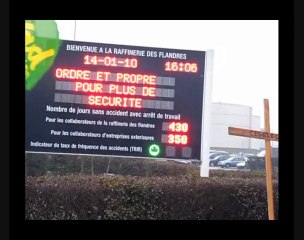 BIENVENUE A LA RAFFINERIE DES FLANDRES
14-01-10 16:06
ORDRE ET PROPRE
POUR PLUS DE
SECURITE
Nombre de jours sans accident avec arrêt de travail
Pour les collaborateurs de la raffinerie des flandres 430
Pour les collaborateurs d'entreprises extérieures 350
Indicateur du taux de fréquence des accidents (TRIR)